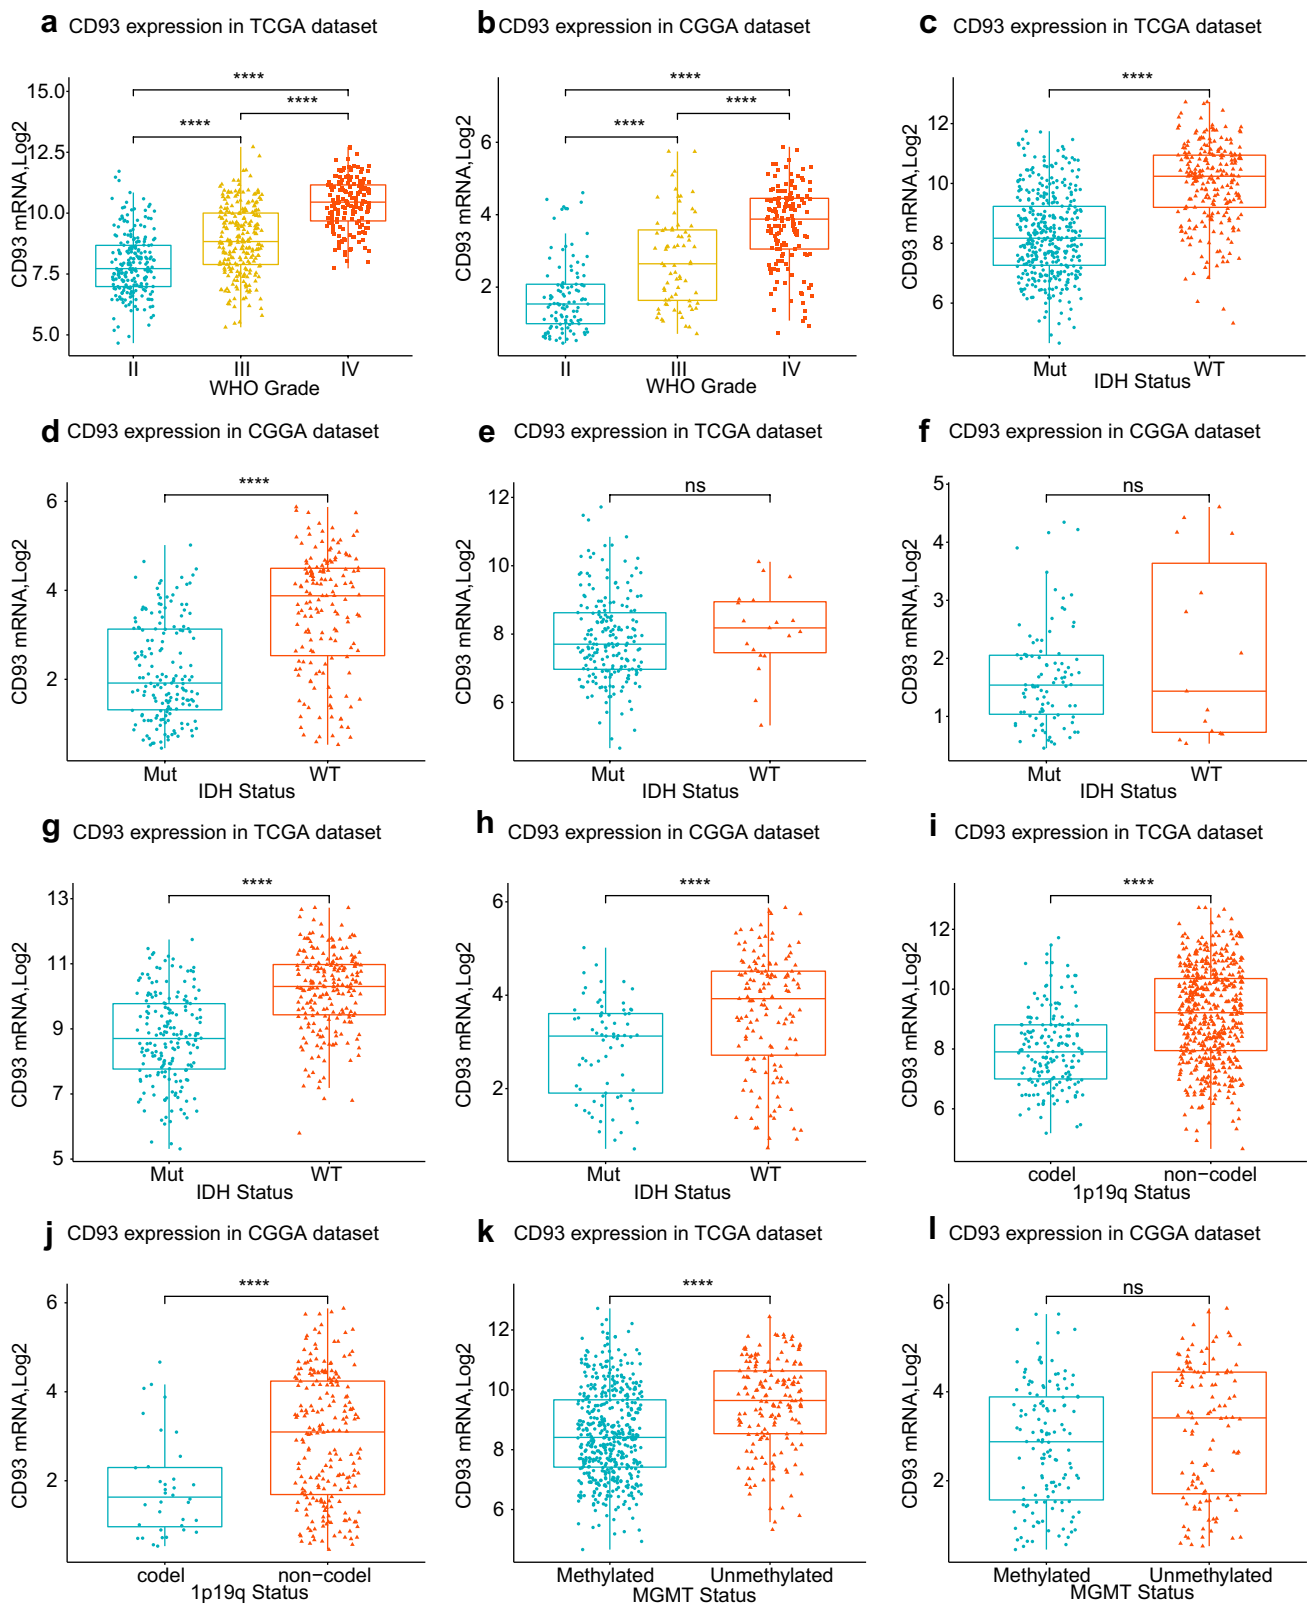 a CD93 expression in TCGA dataset
CD93 mRNA,Log2
15.0
12.5
10.0
7.5
5.0
****
****
****
II III IV
WHO Grade
b CD93 expression in CGGA dataset
CD93 mRNA,Log2
6
4
2
****
****
****
II III IV
WHO Grade
c CD93 expression in TCGA dataset
CD93 mRNA,Log2
12
10
8
6
****
Mut WT
IDH Status
d CD93 expression in CGGA dataset
CD93 mRNA,Log2
6
4
2
****
Mut WT
IDH Status
e CD93 expression in TCGA dataset
CD93 mRNA,Log2
12
10
8
6
ns
Mut WT
IDH Status
f CD93 expression in CGGA dataset
CD93 mRNA,Log2
5
4
3
2
1
ns
Mut WT
IDH Status
g CD93 expression in TCGA dataset
CD93 mRNA,Log2
13
11
9
7
5
****
Mut WT
IDH Status
h CD93 expression in CGGA dataset
CD93 mRNA,Log2
6
4
2
****
Mut WT
IDH Status
i CD93 expression in TCGA dataset
CD93 mRNA,Log2
12
10
8
6
****
codel non−codel
1p19q Status
j CD93 expression in CGGA dataset
CD93 mRNA,Log2
6
4
2
****
codel non−codel
1p19q Status
k CD93 expression in TCGA dataset
CD93 mRNA,Log2
12
10
8
6
****
Methylated Unmethylated
MGMT Status
l CD93 expression in CGGA dataset
CD93 mRNA,Log2
6
4
2
ns
Methylated Unmethylated
MGMT Status